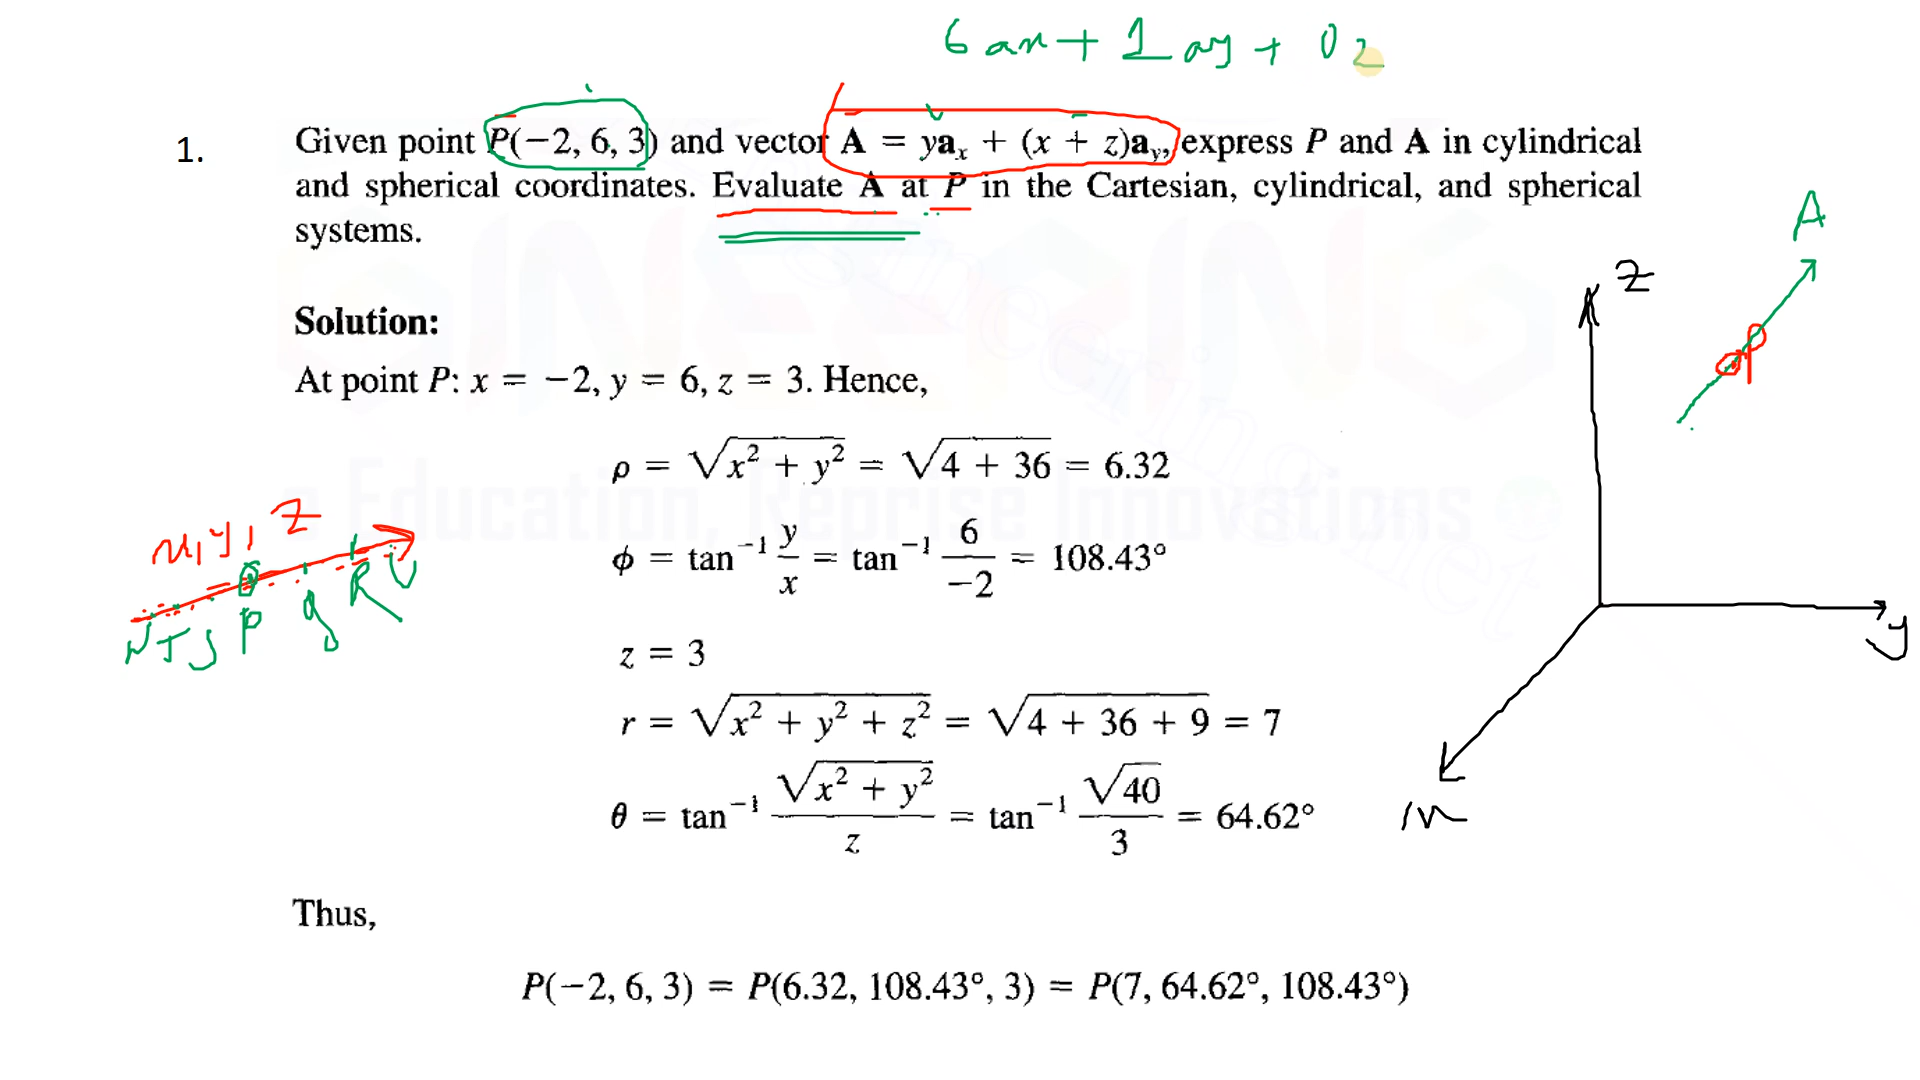 6 ax + 1 ay + 0 z
1. Given point P(−2, 6, 3) and vector A = yaₓ + (x + z)aᵧ, express P and A in cylindrical
and spherical coordinates. Evaluate A at P in the Cartesian, cylindrical, and spherical
systems.
A
z
P
Solution:
At point P: x = −2, y = 6, z = 3. Hence,
ρ = √(x² + y²) = √(4 + 36) = 6.32
x, y, z
ϕ = tan⁻¹ y/x = tan⁻¹ 6/−2 = 108.43°
P
R
y
z = 3
r = √(x² + y² + z²) = √(4 + 36 + 9) = 7
θ = tan⁻¹ √(x² + y²)/z = tan⁻¹ √40/3 = 64.62°
x
Thus,
P(−2, 6, 3) = P(6.32, 108.43°, 3) = P(7, 64.62°, 108.43°)
Education, Reprise Innovations